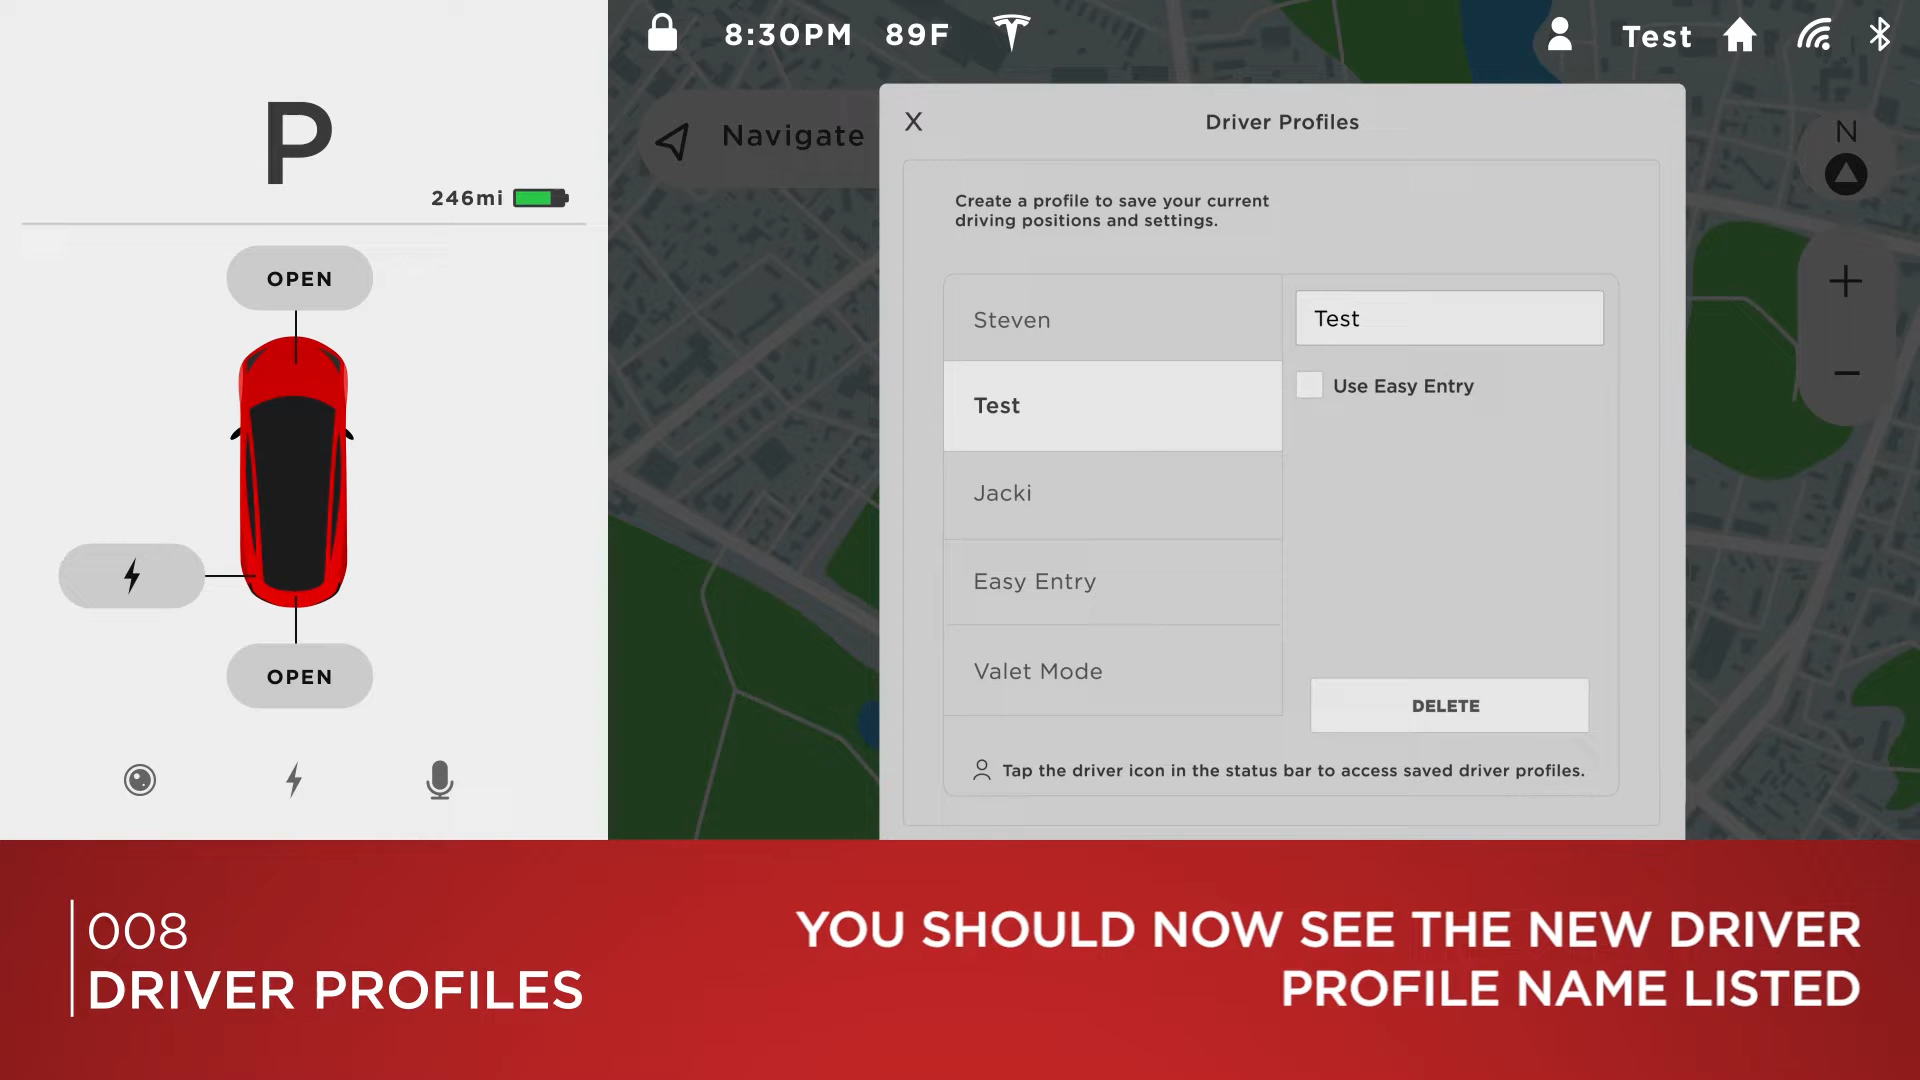 P
246mi
OPEN
OPEN
8:30PM 89F
Test
Navigate
N
+
−
X
Driver Profiles
Create a profile to save your current
driving positions and settings.
Steven
Test
Jacki
Easy Entry
Valet Mode
Test
Use Easy Entry
DELETE
Tap the driver icon in the status bar to access saved driver profiles.
008
DRIVER PROFILES
YOU SHOULD NOW SEE THE NEW DRIVER
PROFILE NAME LISTED